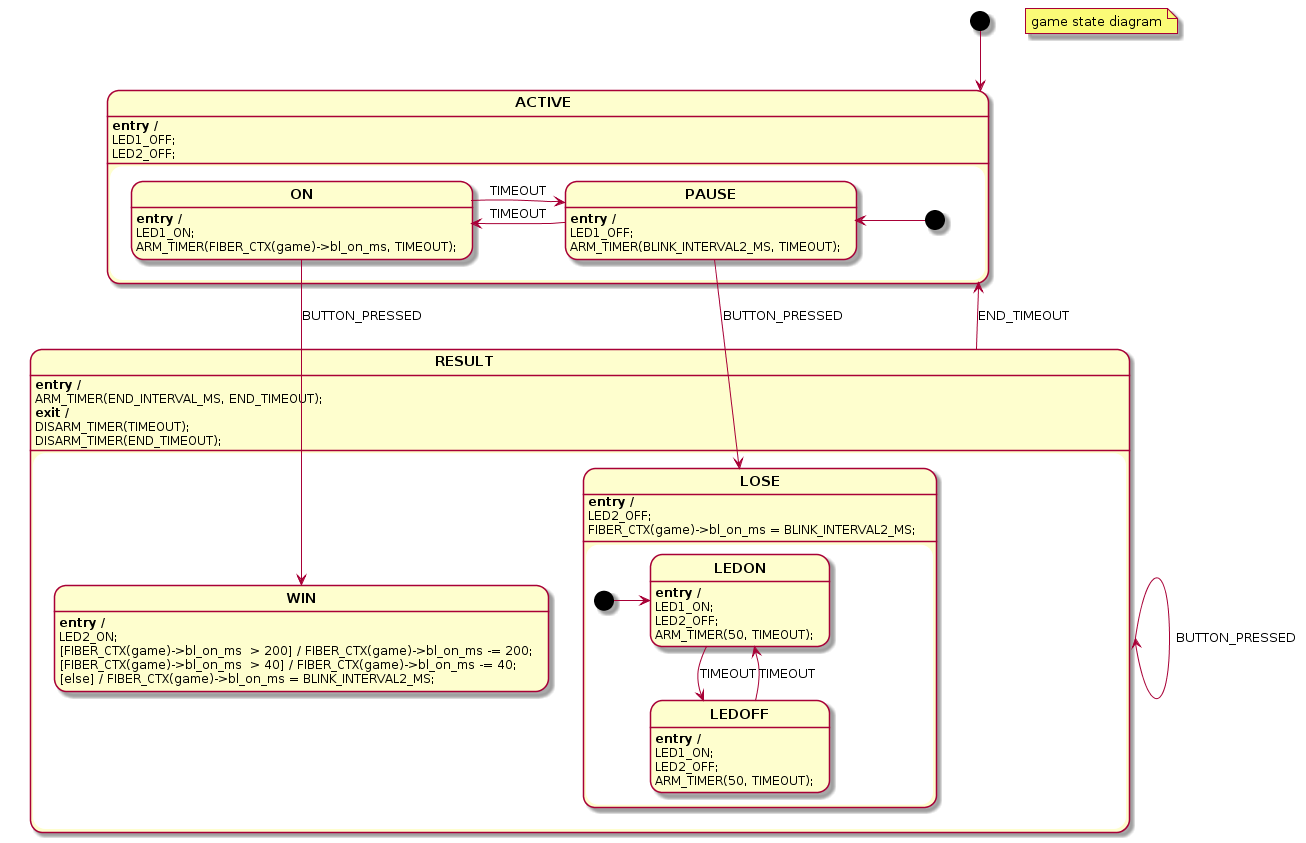 game state diagram
ACTIVE
entry /
LED1_OFF;
LED2_OFF;
ON
entry /
LED1_ON;
ARM_TIMER(FIBER_CTX(game)->bl_on_ms, TIMEOUT);
TIMEOUT
TIMEOUT
PAUSE
entry /
LED1_OFF;
ARM_TIMER(BLINK_INTERVAL2_MS, TIMEOUT);
BUTTON_PRESSED
BUTTON_PRESSED
END_TIMEOUT
RESULT
entry /
ARM_TIMER(END_INTERVAL_MS, END_TIMEOUT);
exit /
DISARM_TIMER(TIMEOUT);
DISARM_TIMER(END_TIMEOUT);
WIN
entry /
LED2_ON;
[FIBER_CTX(game)->bl_on_ms  > 200] / FIBER_CTX(game)->bl_on_ms -= 200;
[FIBER_CTX(game)->bl_on_ms  > 40] / FIBER_CTX(game)->bl_on_ms -= 40;
[else] / FIBER_CTX(game)->bl_on_ms = BLINK_INTERVAL2_MS;
LOSE
entry /
LED2_OFF;
FIBER_CTX(game)->bl_on_ms = BLINK_INTERVAL2_MS;
LEDON
entry /
LED1_ON;
LED2_OFF;
ARM_TIMER(50, TIMEOUT);
TIMEOUT
TIMEOUT
LEDOFF
entry /
LED1_ON;
LED2_OFF;
ARM_TIMER(50, TIMEOUT);
BUTTON_PRESSED